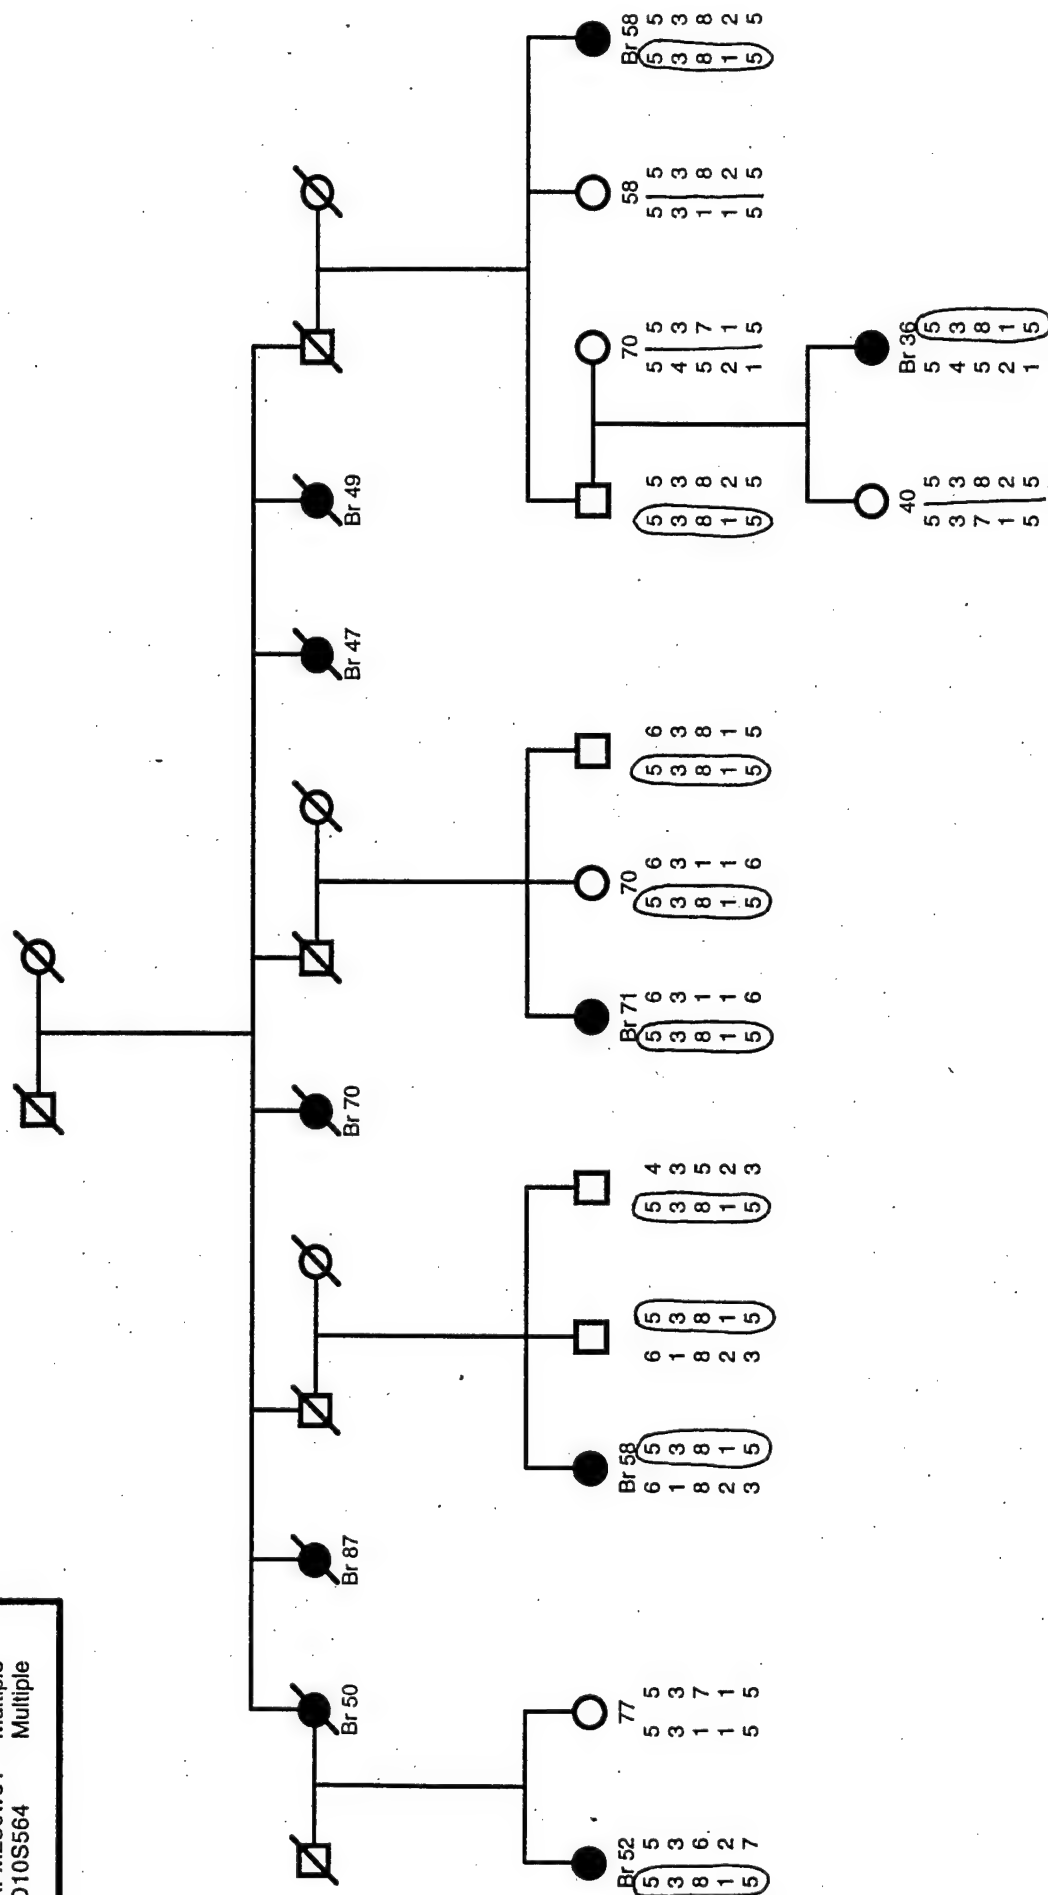 D10S564 Multiple
Br 50 Br 87 Br 70 Br 47 Br 49
Br 52 77 Br 58 Br 71 70 70 58 Br 58
5 5 5 5 6 5 6 5 5 4 5 6 5 6 5 6 5 5 5 5 5 5 5 5
3 3 3 3 1 3 1 3 3 3 3 3 3 3 3 3 3 3 4 3 3 3 3 3
8 6 1 7 8 8 8 8 8 5 8 1 8 1 8 8 8 8 5 7 1 8 8 8
1 2 1 1 2 1 2 1 1 2 1 1 1 1 1 1 1 2 2 1 1 2 1 2
5 7 5 5 3 5 3 5 5 3 5 6 5 6 5 5 5 5 1 5 5 5 5 5
40 Br 36
5 5 5 5
3 3 4 3
7 8 5 8
1 2 2 1
5 5 1 5